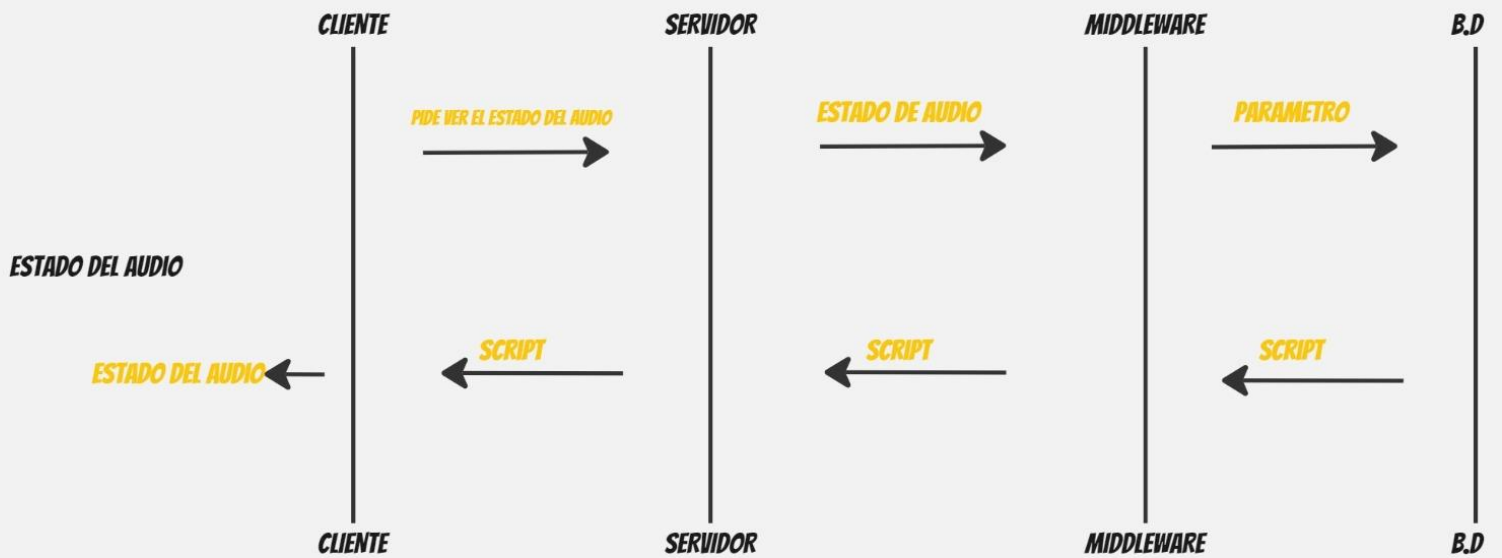 CLIENTE
SERVIDOR
MIDDLEWARE
B.D
PIDE VER EL ESTADO DEL AUDIO
ESTADO DE AUDIO
PARAMETRO
ESTADO DEL AUDIO
ESTADO DEL AUDIO
SCRIPT
SCRIPT
SCRIPT
CLIENTE
SERVIDOR
MIDDLEWARE
B.D